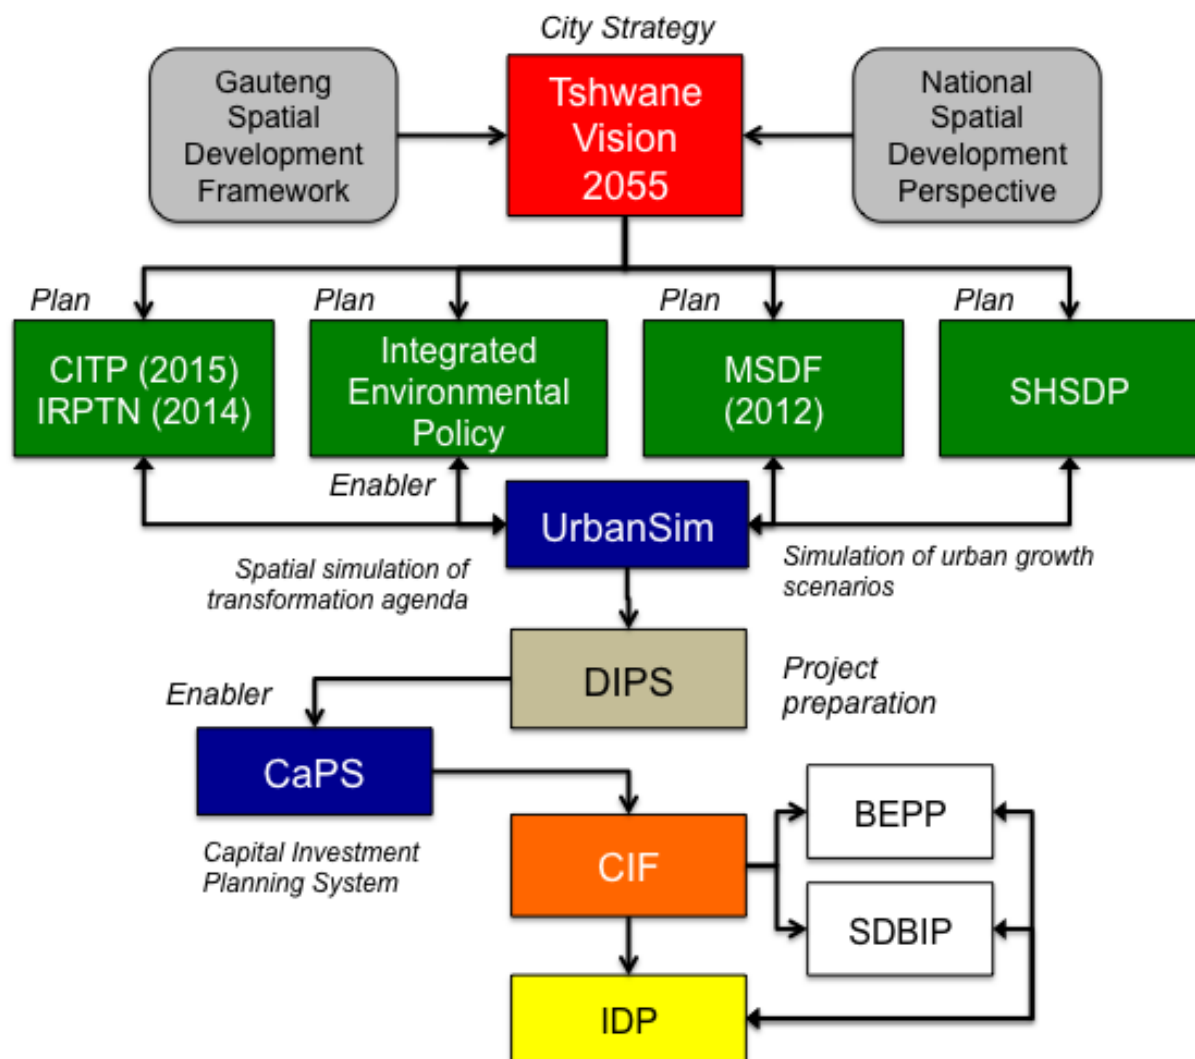 City Strategy
Gauteng
Spatial
Development
Framework
Tshwane
Vision
2055
National
Spatial
Development
Perspective
Plan
Plan
Plan
Plan
CITP (2015)
IRPTN (2014)
Integrated
Environmental
Policy
MSDF
(2012)
SHSDP
Enabler
UrbanSim
Spatial simulation of
transformation agenda
Simulation of urban growth
scenarios
DIPS
Project
preparation
Enabler
CaPS
Capital Investment
Planning System
CIF
BEPP
SDBIP
IDP